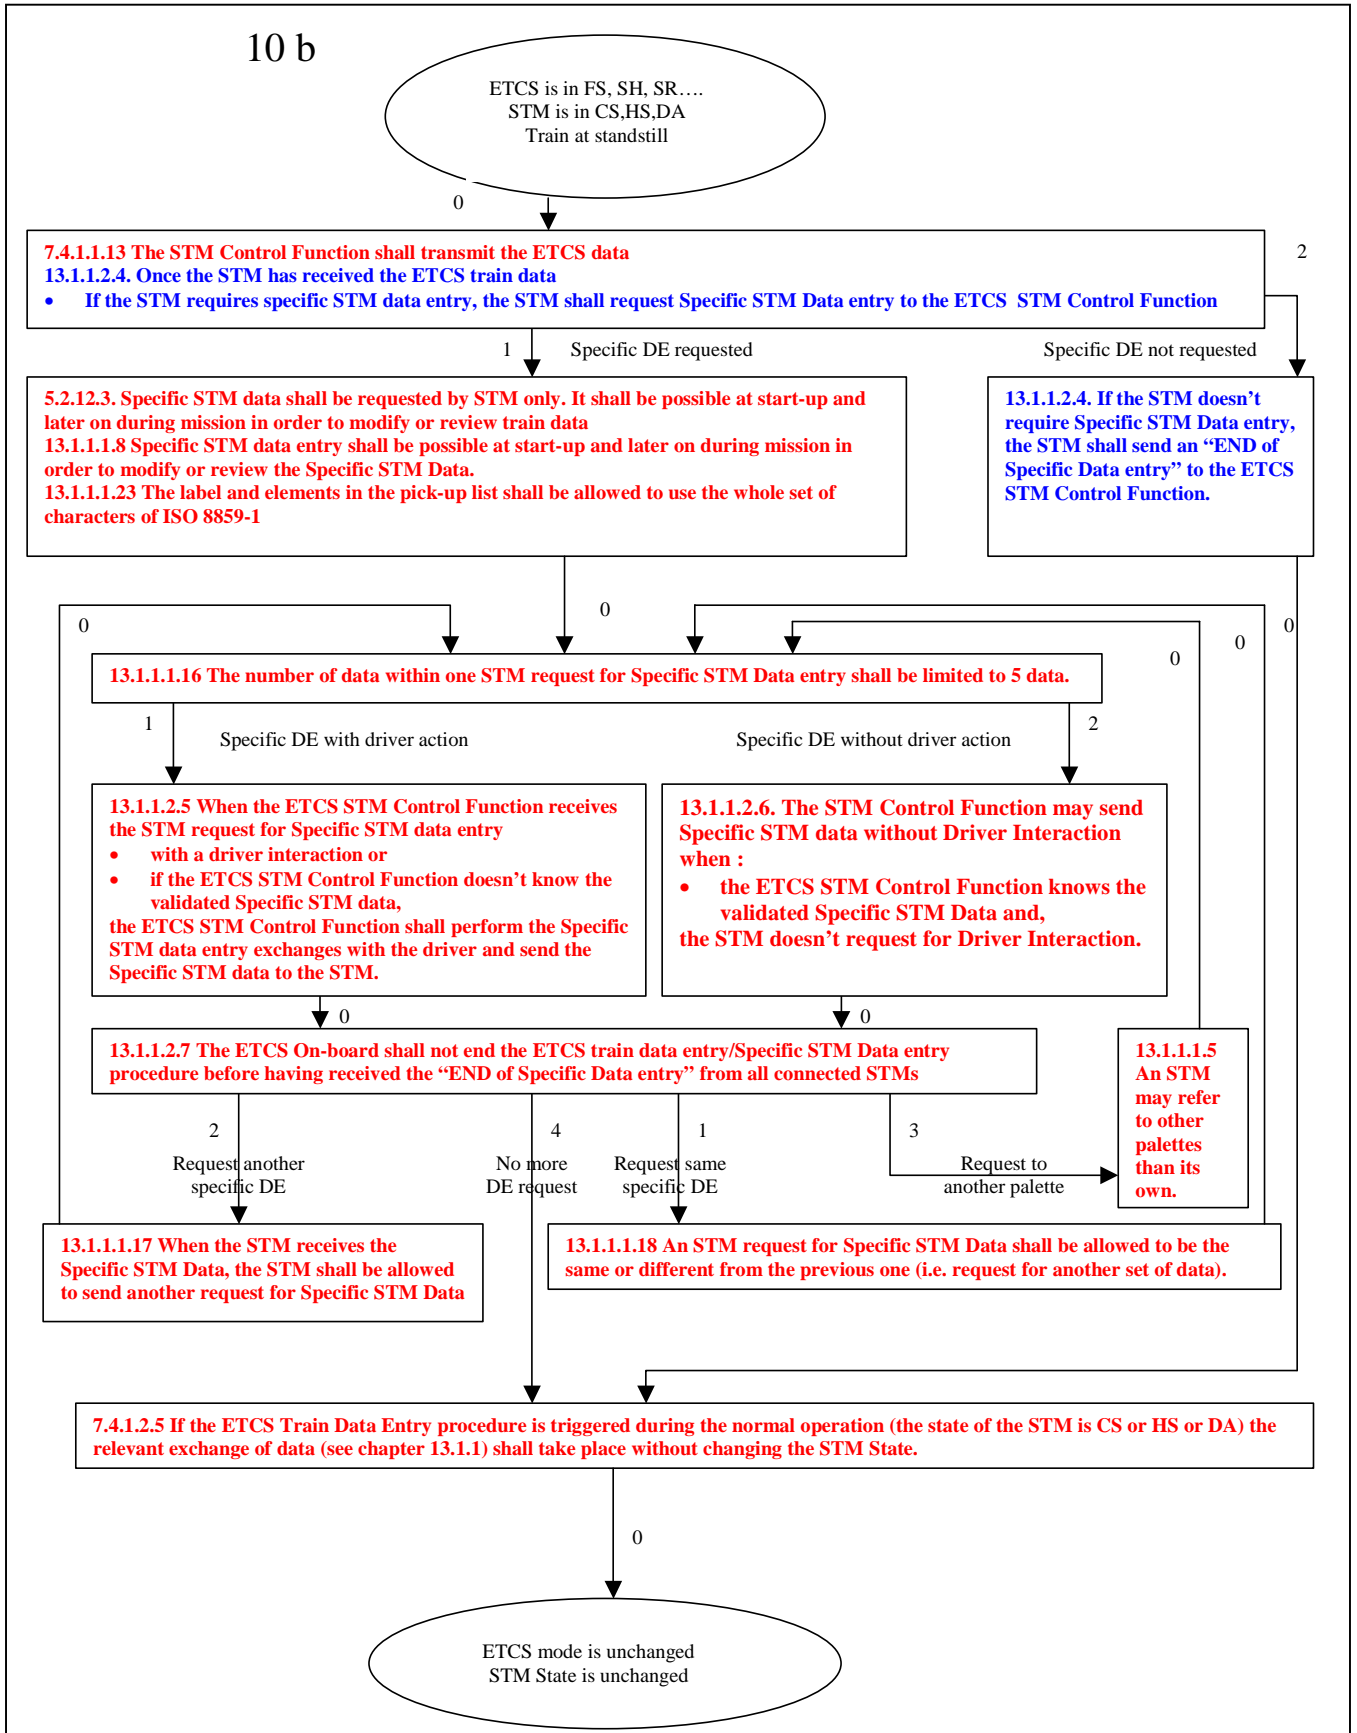 10 b
ETCS is in FS, SH, SR….
STM is in CS,HS,DA
Train at standstill
0
7.4.1.1.13 The STM Control Function shall transmit the ETCS data
13.1.1.2.4. Once the STM has received the ETCS train data
• If the STM requires specific STM data entry, the STM shall request Specific STM Data entry to the ETCS STM Control Function
2
1
Specific DE requested
Specific DE not requested
5.2.12.3. Specific STM data shall be requested by STM only. It shall be possible at start-up and
later on during mission in order to modify or review train data
13.1.1.1.8 Specific STM data entry shall be possible at start-up and later on during mission in
order to modify or review the Specific STM Data.
13.1.1.1.23 The label and elements in the pick-up list shall be allowed to use the whole set of
characters of ISO 8859-1
13.1.1.2.4. If the STM doesn't
require Specific STM Data entry,
the STM shall send an “END of
Specific Data entry” to the ETCS
STM Control Function.
0
0
0
0
0
13.1.1.1.16 The number of data within one STM request for Specific STM Data entry shall be limited to 5 data.
1
Specific DE with driver action
Specific DE without driver action
2
13.1.1.2.5 When the ETCS STM Control Function receives
the STM request for Specific STM data entry
• with a driver interaction or
• if the ETCS STM Control Function doesn't know the
validated Specific STM data,
the ETCS STM Control Function shall perform the Specific
STM data entry exchanges with the driver and send the
Specific STM data to the STM.
13.1.1.2.6. The STM Control Function may send
Specific STM data without Driver Interaction
when :
• the ETCS STM Control Function knows the
validated Specific STM Data and,
the STM doesn't request for Driver Interaction.
0
0
13.1.1.2.7 The ETCS On-board shall not end the ETCS train data entry/Specific STM Data entry
procedure before having received the “END of Specific Data entry” from all connected STMs
13.1.1.1.5
An STM
may refer
to other
palettes
than its
own.
2
4
1
3
Request another
specific DE
No more
DE request
Request same
specific DE
Request to
another palette
13.1.1.1.17 When the STM receives the
Specific STM Data, the STM shall be allowed
to send another request for Specific STM Data
13.1.1.1.18 An STM request for Specific STM Data shall be allowed to be the
same or different from the previous one (i.e. request for another set of data).
7.4.1.2.5 If the ETCS Train Data Entry procedure is triggered during the normal operation (the state of the STM is CS or HS or DA) the
relevant exchange of data (see chapter 13.1.1) shall take place without changing the STM State.
0
ETCS mode is unchanged
STM State is unchanged